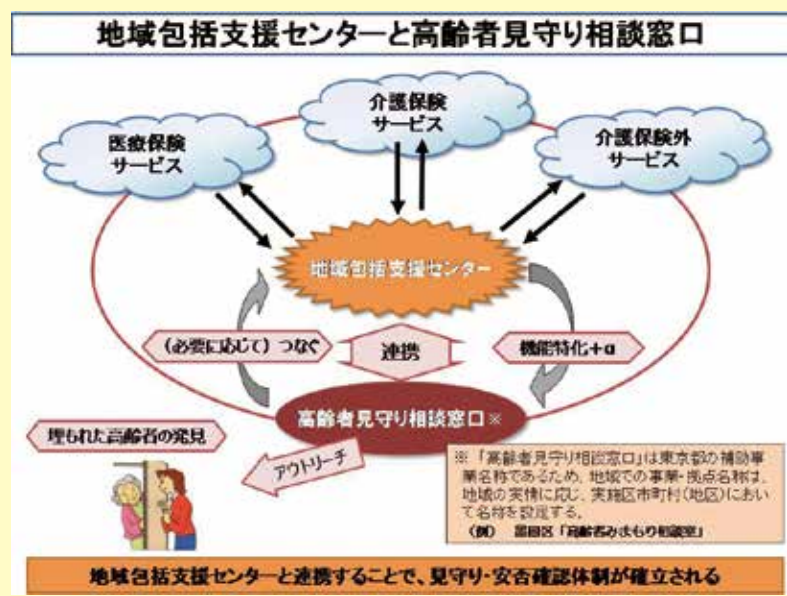 地域包括支援センターと高齢者見守り相談窓口
介護保険
サービス
医療保険
サービス
介護保険外
サービス
地域包括支援センター
(必要に応じて)つなぐ
連携
機能特化+α
高齢者見守り相談窓口※
埋もれた高齢者の発見
アウトリーチ
※「高齢者見守り相談窓口」は東京都の補助事
業名称であるため、地域での事業・拠点名称は、
地域の実情に応じ、実施区市町村(地区)におい
て名称を設定する。
(例) 墨田区「高齢者みまもり相談室」
地域包括支援センターと連携することで、見守り・安否確認体制が確立される